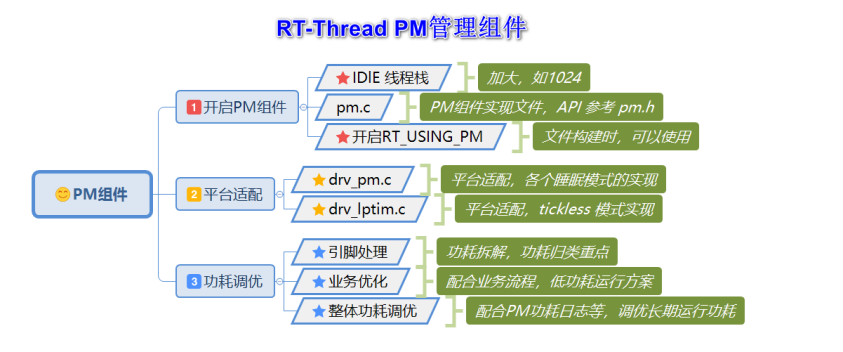 RT-Thread PM管理组件
IDIE 线程栈
加大，如1024
1 开启PM组件
pm.c
PM组件实现文件，API 参考 pm.h
开启RT_USING_PM
文件构建时，可以使用
PM组件
2 平台适配
drv_pm.c
平台适配，各个睡眠模式的实现
drv_lptim.c
平台适配，tickless 模式实现
引脚处理
功耗拆解，功耗归类重点
3 功耗调优
业务优化
配合业务流程，低功耗运行方案
整体功耗调优
配合PM功耗日志等，调优长期运行功耗